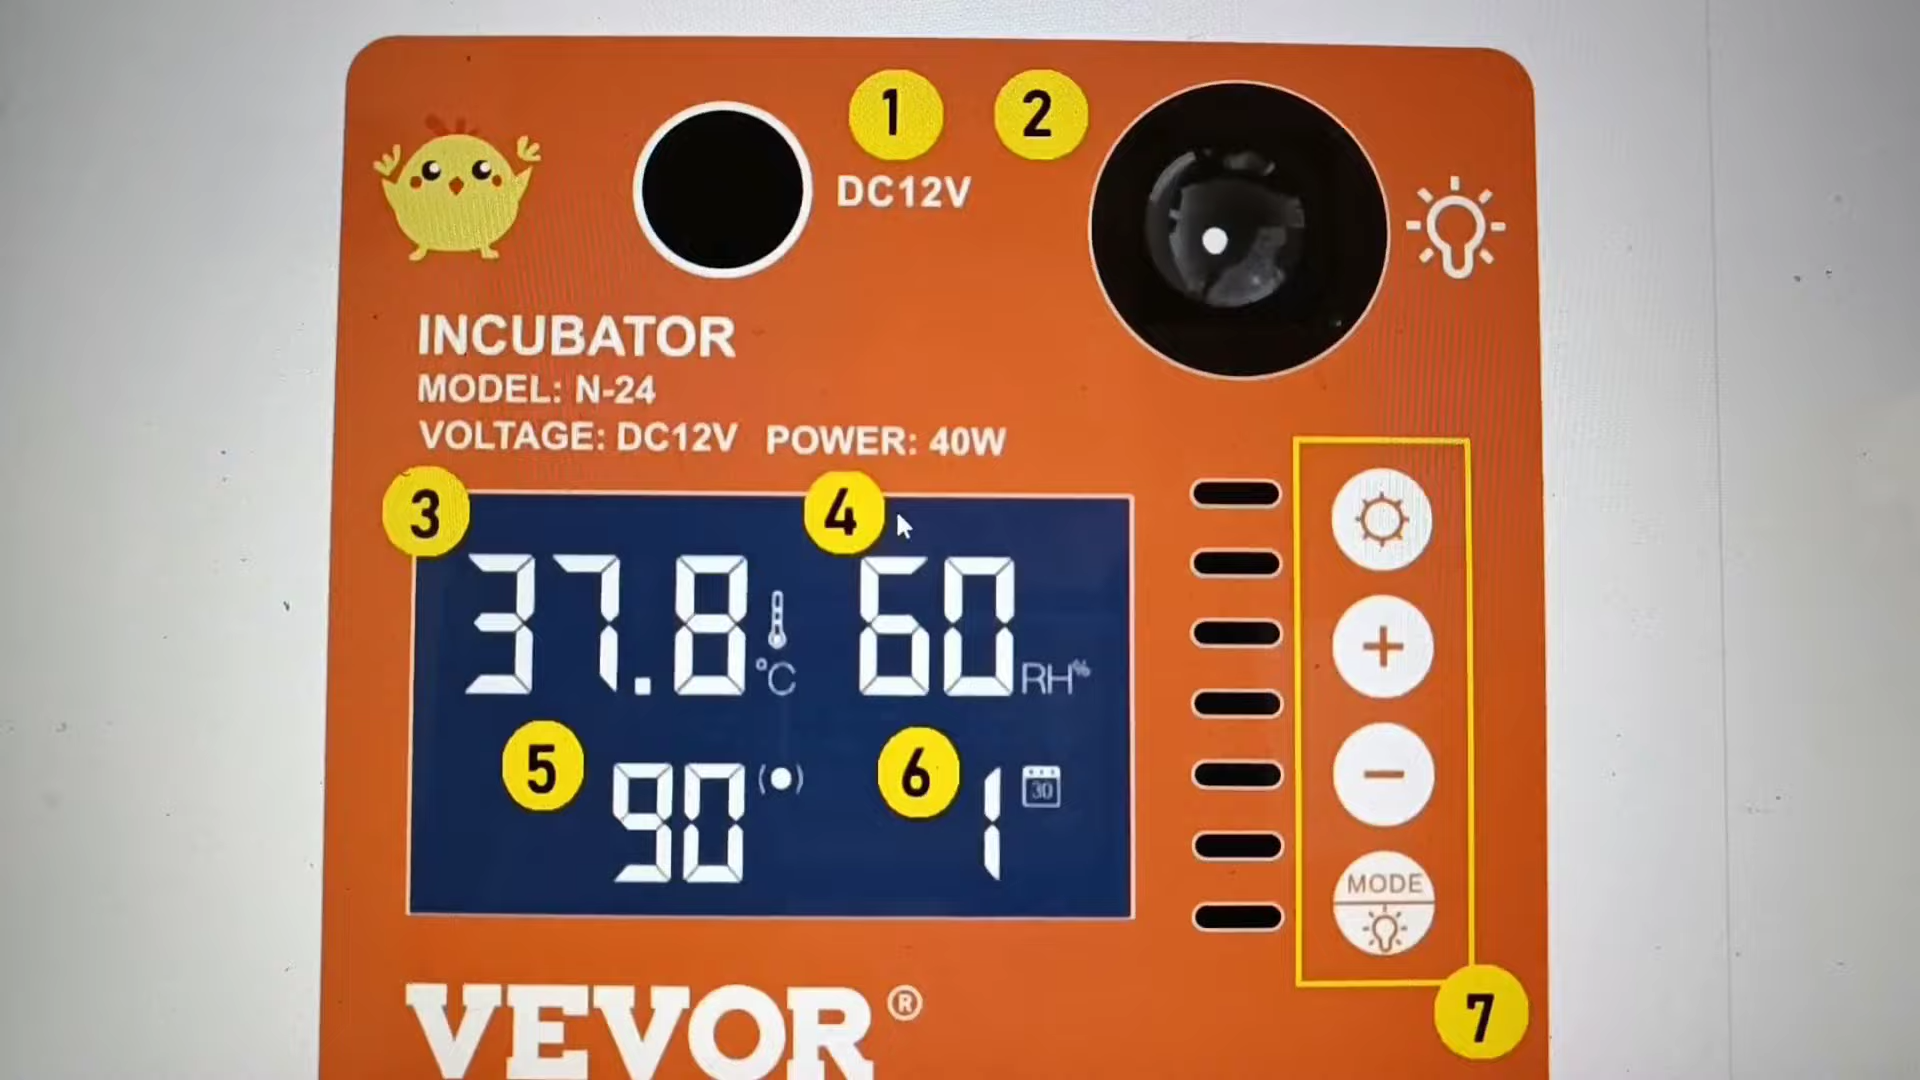 1 2
DC12V
INCUBATOR
MODEL: N-24
VOLTAGE: DC12V POWER: 40W
3 4
37.8 °C 60 RH%
5 6
90 1 30
+
−
MODE
VEVOR®
7